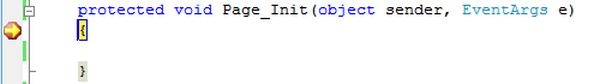 protected void Page_Init(object sender, EventArgs e)
{
}